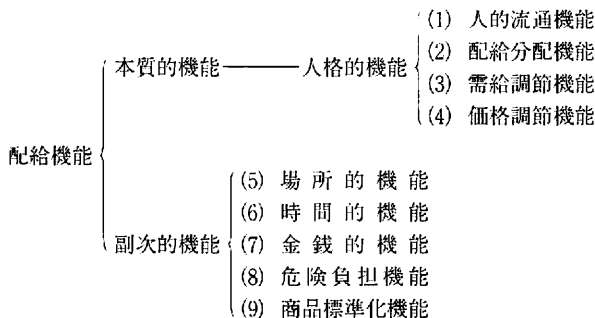 (1) 人的流通機能
(2) 配給分配機能
本質的機能 人格的機能
(3) 需給調節機能
(4) 価格調節機能
配給機能
(5) 場所的機能
(6) 時間的機能
副次的機能 (7) 金銭的機能
(8) 危険負担機能
(9) 商品標準化機能